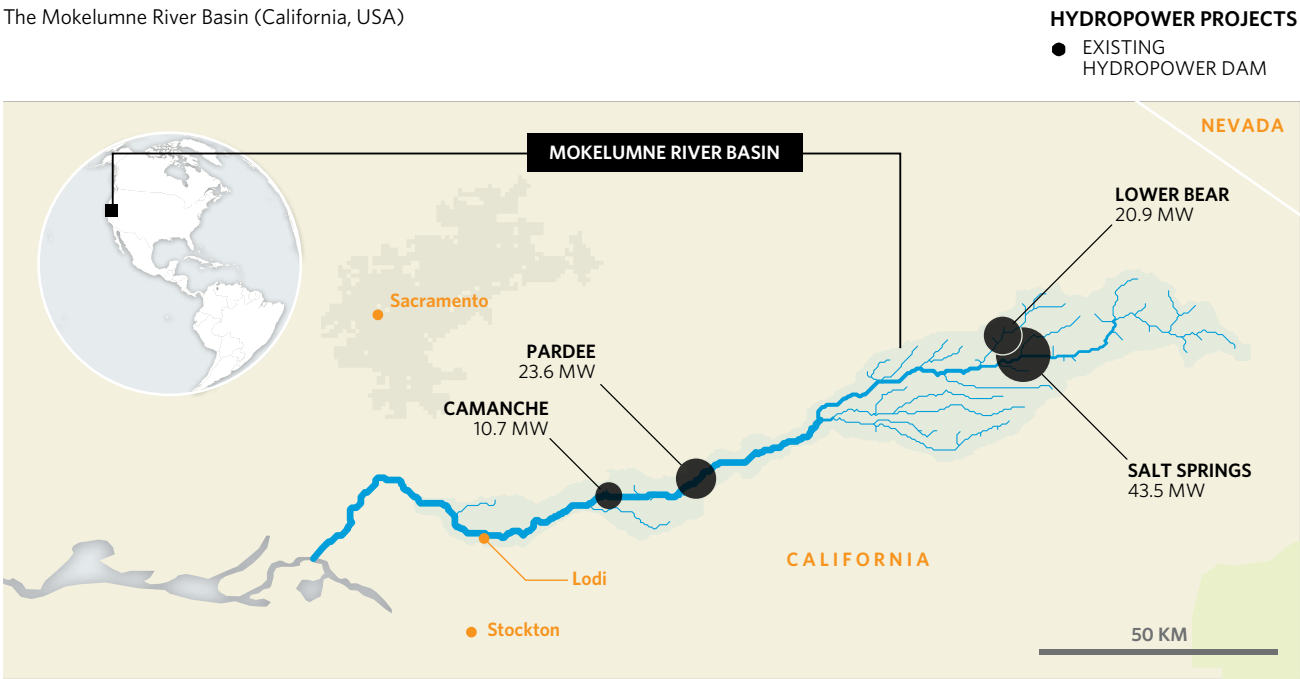 The Mokelumne River Basin (California, USA)
HYDROPOWER PROJECTS
EXISTING
HYDROPOWER DAM
NEVADA
MOKELUMNE RIVER BASIN
LOWER BEAR
20.9 MW
Sacramento
PARDEE
23.6 MW
CAMANCHE
10.7 MW
SALT SPRINGS
43.5 MW
CALIFORNIA
Lodi
Stockton
50 KM